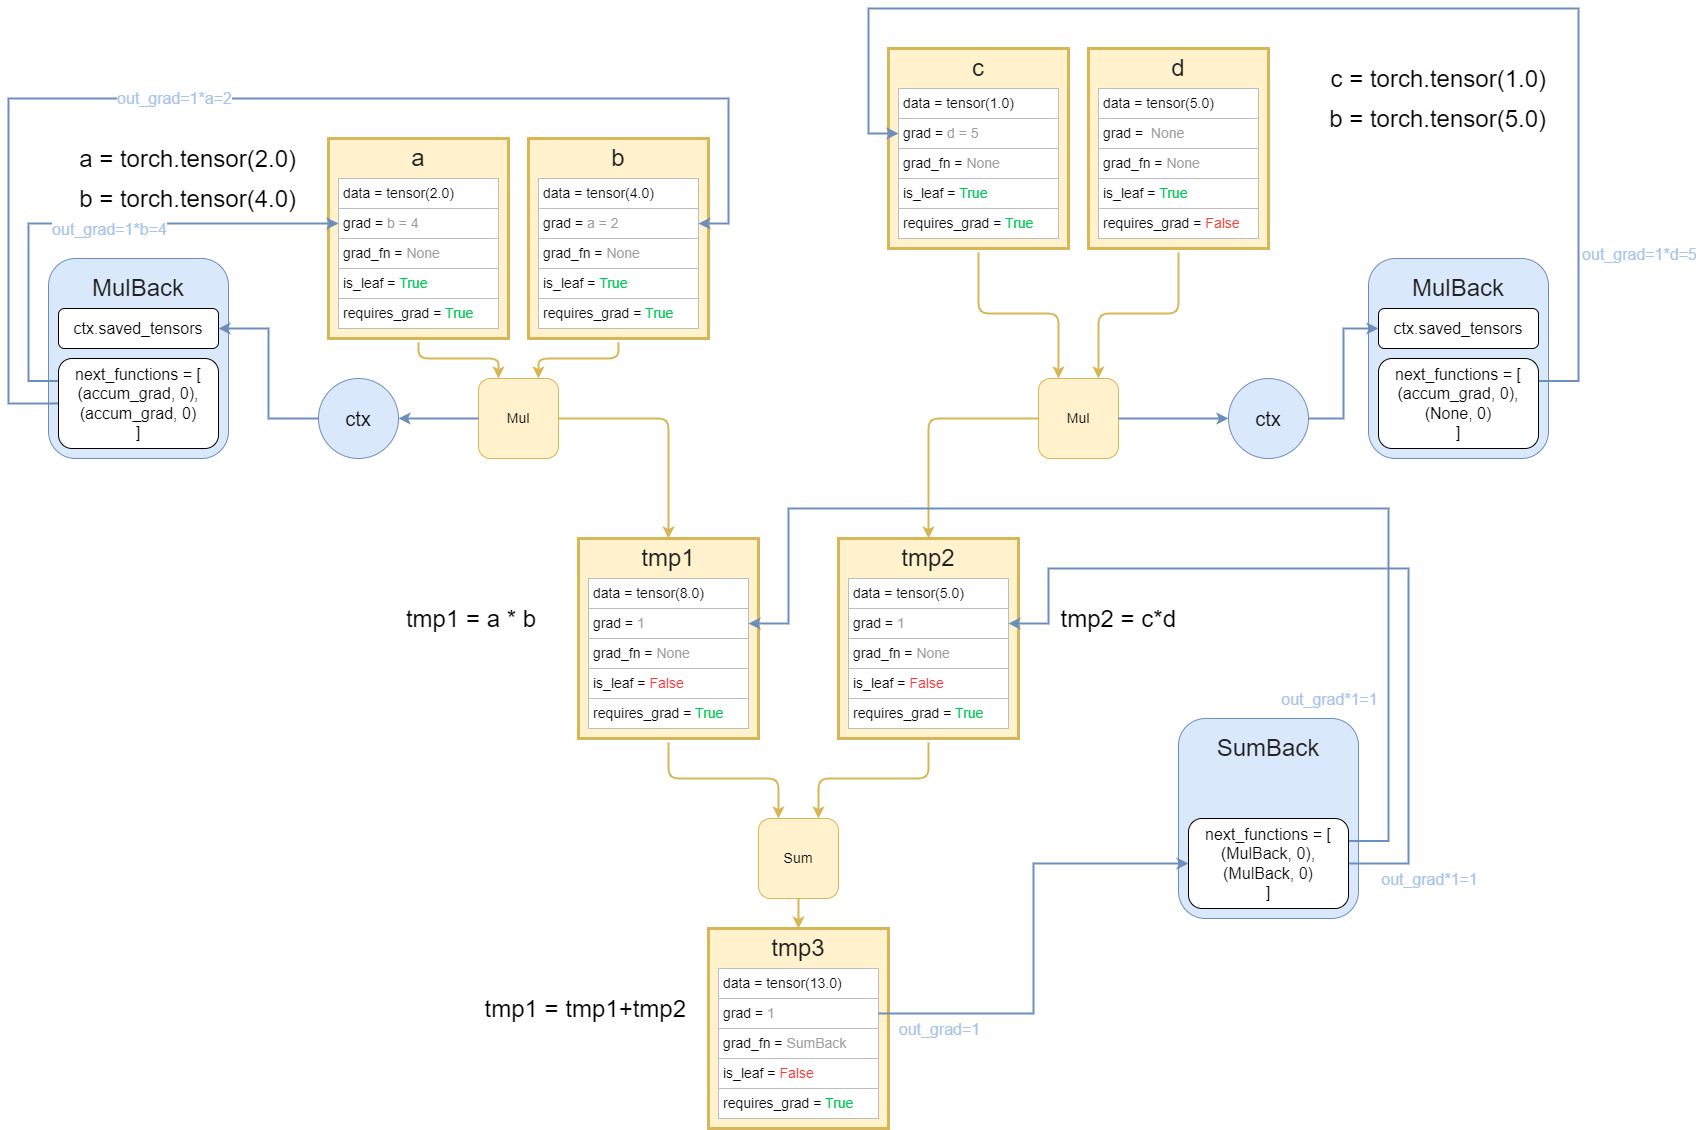 out_grad=1*a=2
a = torch.tensor(2.0)
b = torch.tensor(4.0)
out_grad=1*b=4
a
data = tensor(2.0)
grad = b = 4
grad_fn = None
is_leaf = True
requires_grad = True
b
data = tensor(4.0)
grad = a = 2
grad_fn = None
is_leaf = True
requires_grad = True
c
data = tensor(1.0)
grad = d = 5
grad_fn = None
is_leaf = True
requires_grad = True
d
data = tensor(5.0)
grad = None
grad_fn = None
is_leaf = True
requires_grad = False
c = torch.tensor(1.0)
b = torch.tensor(5.0)
out_grad=1*d=5
MulBack
ctx.saved_tensors
next_functions = [
(accum_grad, 0),
(accum_grad, 0)
]
ctx
Mul
Mul
ctx
MulBack
ctx.saved_tensors
next_functions = [
(accum_grad, 0),
(None, 0)
]
tmp1 = a * b
tmp1
data = tensor(8.0)
grad = 1
grad_fn = None
is_leaf = False
requires_grad = True
tmp2
data = tensor(5.0)
grad = 1
grad_fn = None
is_leaf = False
requires_grad = True
tmp2 = c*d
out_grad*1=1
SumBack
next_functions = [
(MulBack, 0),
(MulBack, 0)
]
out_grad*1=1
Sum
tmp1 = tmp1+tmp2
tmp3
data = tensor(13.0)
grad = 1
grad_fn = SumBack
is_leaf = False
requires_grad = True
out_grad=1